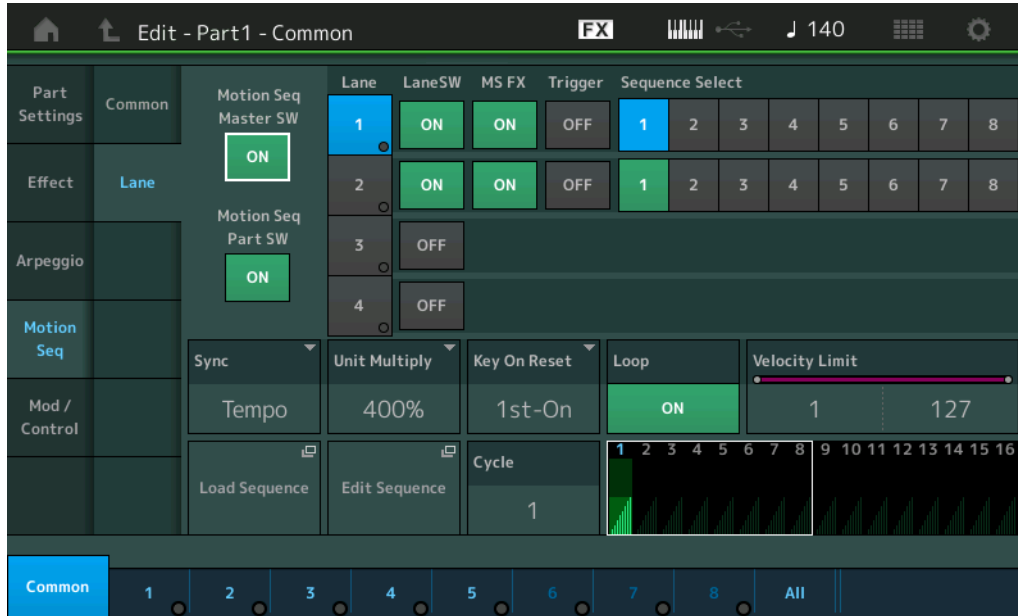 Edit - Part1 - Common
FX
♩ 140
Part
Settings
Common
Effect
Lane
Arpeggio
Motion
Seq
Mod /
Control
Motion Seq
Master SW
ON
Motion Seq
Part SW
ON
Lane LaneSW MS FX Trigger Sequence Select
1 ON ON OFF 1 2 3 4 5 6 7 8
2 ON ON OFF 1 2 3 4 5 6 7 8
3 OFF
4 OFF
Sync Unit Multiply Key On Reset Loop Velocity Limit
Tempo 400% 1st-On ON 1 127
Load Sequence Edit Sequence Cycle
1
1 2 3 4 5 6 7 8 9 10 11 12 13 14 15 16
Common 1 2 3 4 5 6 7 8 All